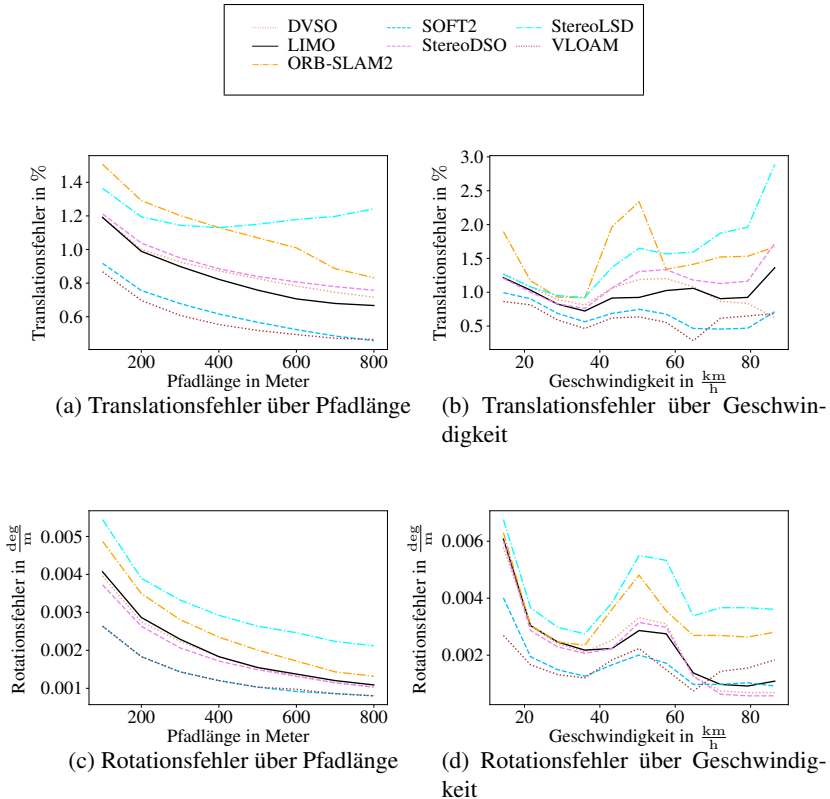 DVSO
LIMO
ORB-SLAM2
SOFT2
StereoDSO
StereoLSD
VLOAM
Translationsfehler in %
1.4
1.2
1.0
0.8
0.6
200 400 600 800
Pfadlänge in Meter
(a) Translationsfehler über Pfadlänge
Translationsfehler in %
3.0
2.5
2.0
1.5
1.0
0.5
20 40 60 80
Geschwindigkeit in km/h
(b) Translationsfehler über Geschwin-
digkeit
Rotationsfehler in deg/m
0.005
0.004
0.003
0.002
0.001
200 400 600 800
Pfadlänge in Meter
(c) Rotationsfehler über Pfadlänge
Rotationsfehler in deg/m
0.006
0.004
0.002
20 40 60 80
Geschwindigkeit in km/h
(d) Rotationsfehler über Geschwindig-
keit